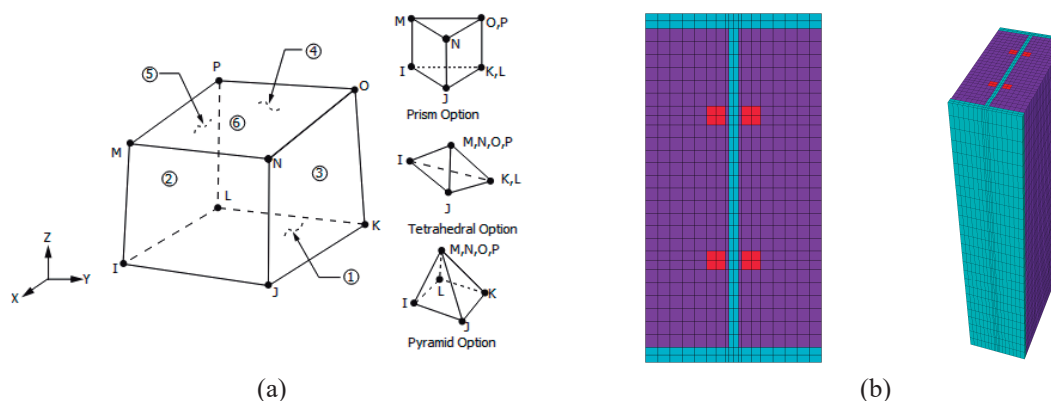 P
O
④
⑤
⑥
M
N
②
③
L
K
I
①
J
Z
Y
X
M
O,P
N
I
K,L
J
Prism Option
M,N,O,P
I
K,L
J
Tetrahedral Option
M,N,O,P
L
K
I
J
Pyramid Option
(a)
(b)